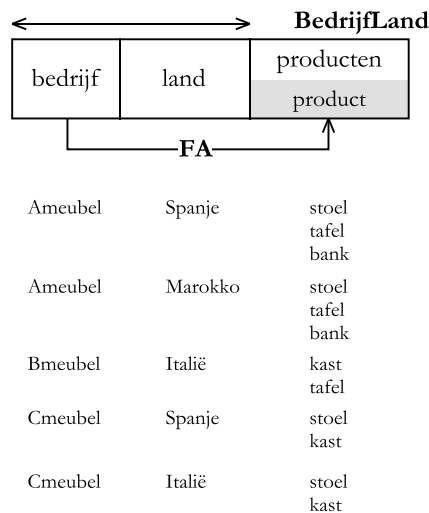 BedrijfLand
bedrijf land producten
product
FA
Ameubel Spanje stoel
tafel
bank
Ameubel Marokko stoel
tafel
bank
Bmeubel Italië kast
tafel
Cmeubel Spanje stoel
kast
Cmeubel Italië stoel
kast